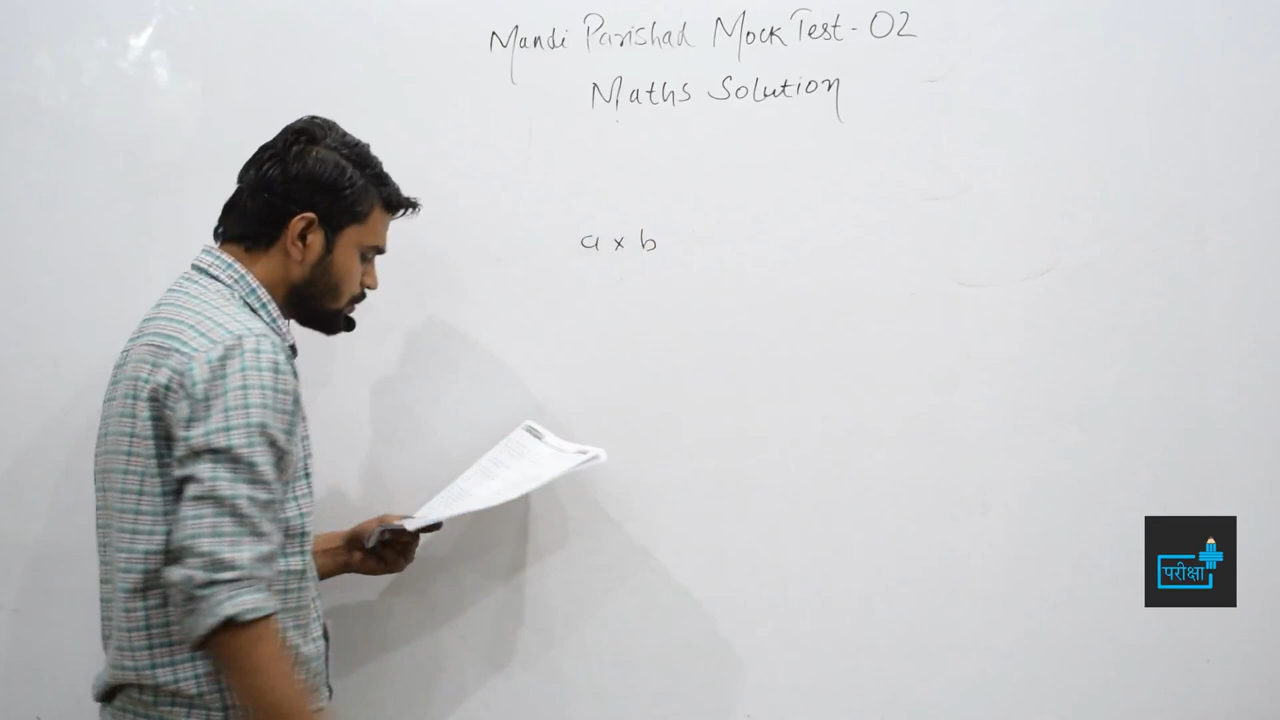 Mandi Parishad Mock Test - 02
Maths Solution
a × b
परीक्षा